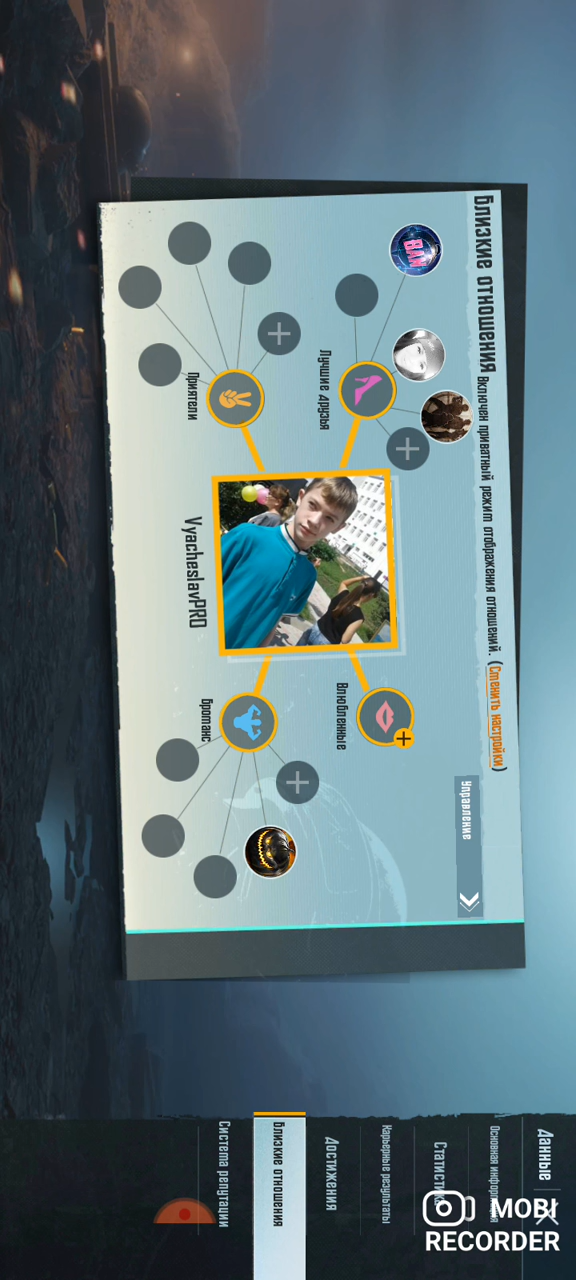 Близкие отношения
Включен приватный режим отображения отношений. (Сменить настройки)
Управление
Лучшие друзья
Влюбленные
Приятели
Броманс
VyacheslavPRO
Данные
Основная информация
Статистика
Карьерные результаты
Достижения
Близкие отношения
Система репутации
MOBI
RECORDER